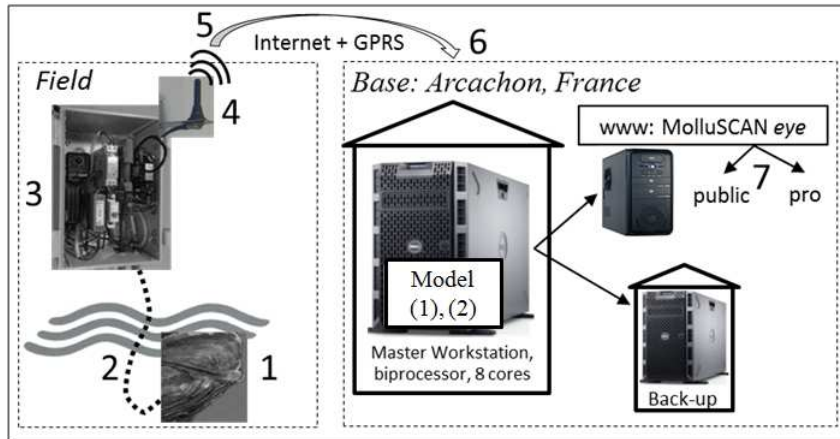 5
Internet + GPRS
6
Field
4
3
2
1
Base: Arcachon, France
Model
(1), (2)
Master Workstation,
biprocessor, 8 cores
www: MolluSCAN eye
7
public
pro
Back-up